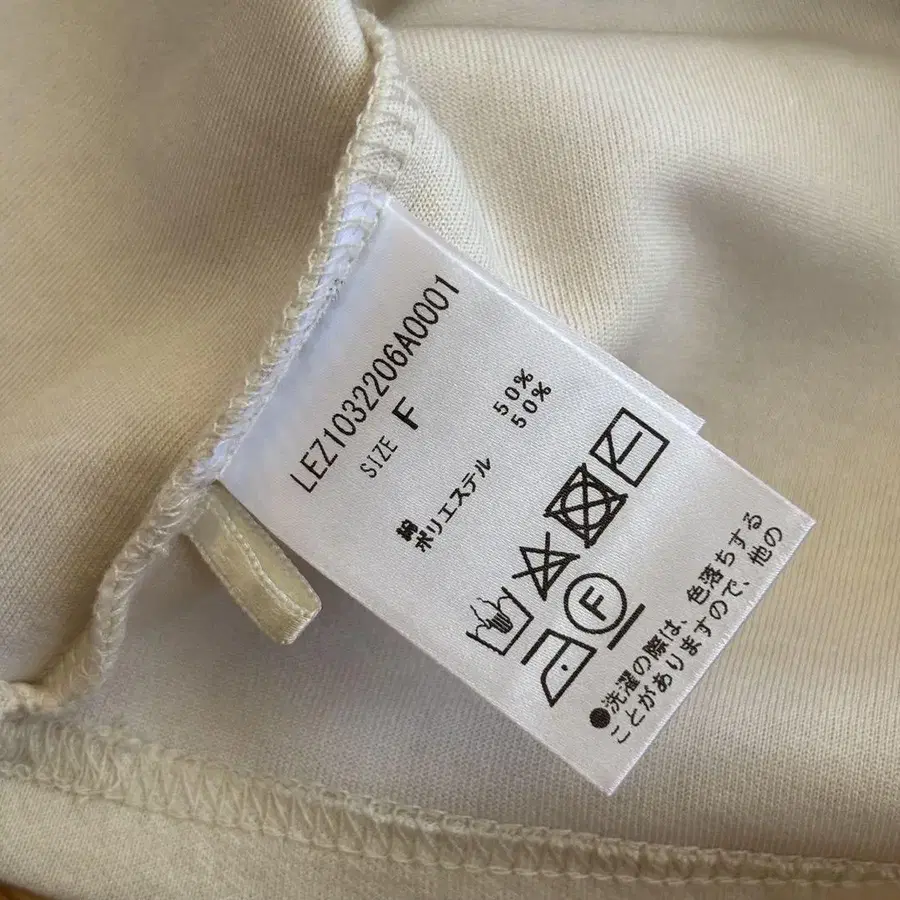 LEZ1032206A0001
SIZE F
綿 50%
ポリエステル 50%
F
●洗濯の際は、色落ちする
ことがありますので、他の